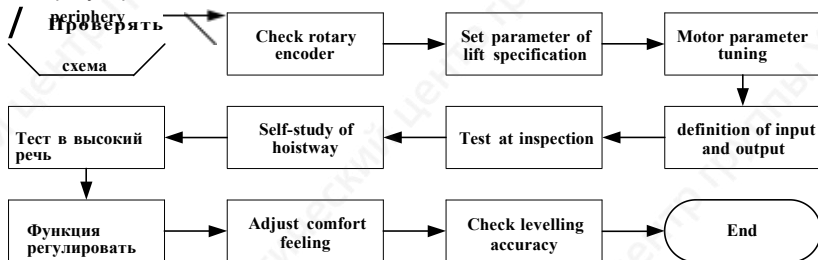 periphery
Проверять
схема
Check rotary
encoder
Set parameter of
lift specification
Motor parameter
tuning
definition of input
and output
Test at inspection
Self-study of
hoistway
Тест в высокий
речь
Функция
регулировать
Adjust comfort
feeling
Check levelling
accuracy
End